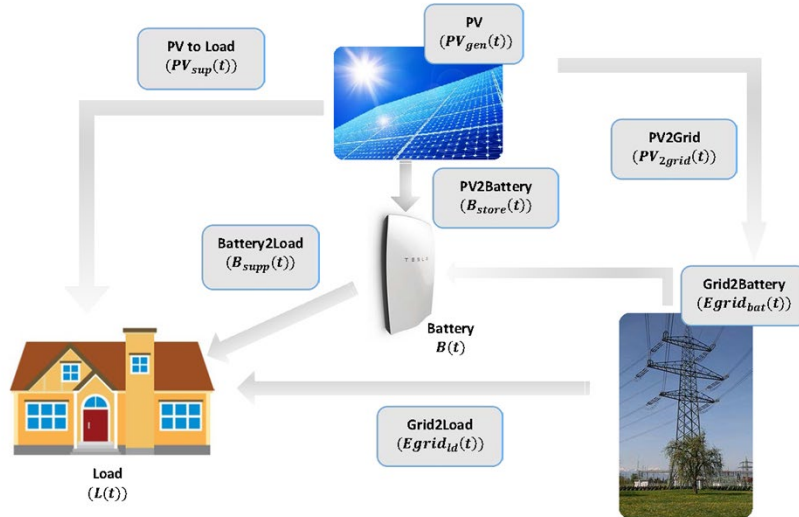 PV
(PV_gen(t))
PV to Load
(PV_sup(t))
PV2Grid
(PV_2grid(t))
PV2Battery
(B_store(t))
Battery2Load
(B_supp(t))
TESLA
Grid2Battery
(Egrid_bat(t))
Battery
B(t)
Grid2Load
(Egrid_ld(t))
Load
(L(t))